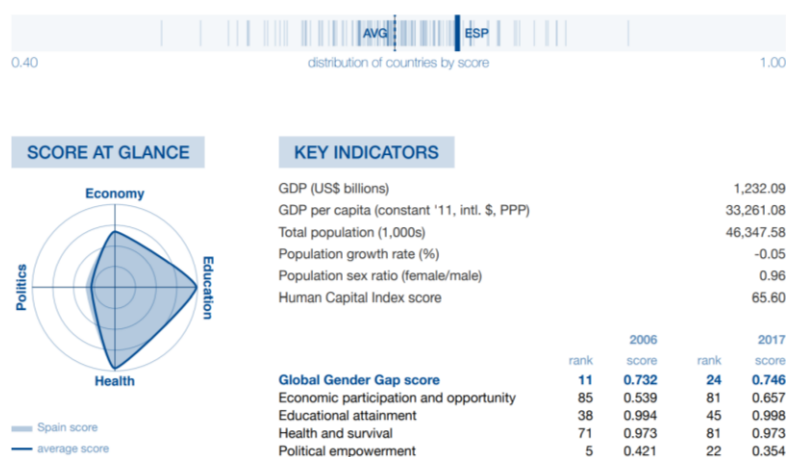 AVG
ESP
0.40 distribution of countries by score 1.00
SCORE AT GLANCE
Economy
Education
Politics
Health
Spain score
average score
KEY INDICATORS
GDP (US$ billions) 1,232.09
GDP per capita (constant '11, intl. $, PPP) 33,261.08
Total population (1,000s) 46,347.58
Population growth rate (%) -0.05
Population sex ratio (female/male) 0.96
Human Capital Index score 65.60
2006 2017
rank score rank score
Global Gender Gap score 11 0.732 24 0.746
Economic participation and opportunity 85 0.539 81 0.657
Educational attainment 38 0.994 45 0.998
Health and survival 71 0.973 81 0.973
Political empowerment 5 0.421 22 0.354